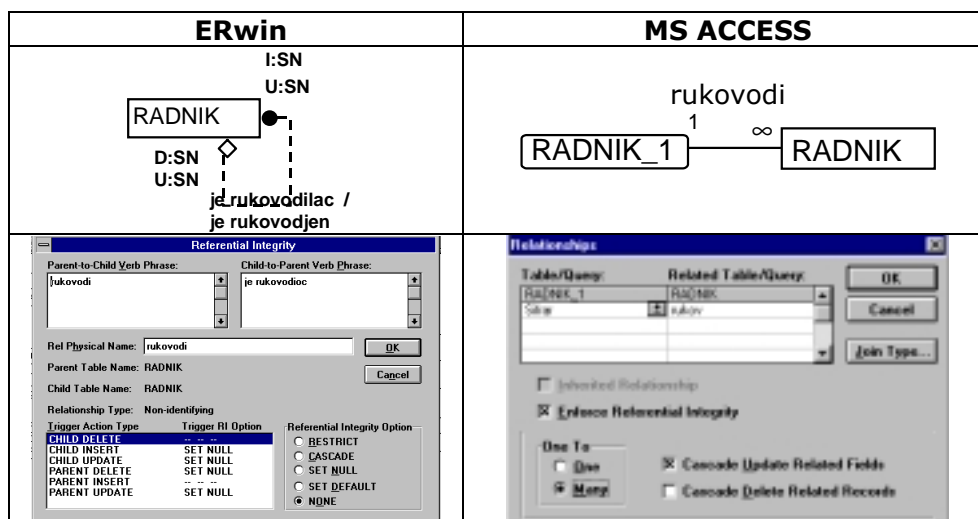 ERwin
MS ACCESS
I:SN
U:SN
RADNIK
D:SN
U:SN
je rukovodilac /
je rukovodjen
rukovodi
1 ∞
RADNIK_1 RADNIK
Referential Integrity
Parent-to-Child Verb Phrase: Child-to-Parent Verb Phrase:
rukovodi je rukovodioc
Rel Physical Name: rukovodi OK
Parent Table Name: RADNIK
Cancel
Child Table Name: RADNIK
Relationship Type: Non-identifying
Trigger Action Type Trigger RI Option Referential Integrity Option
CHILD DELETE -- -- --
CHILD INSERT SET NULL
CHILD UPDATE SET NULL
PARENT DELETE SET NULL
PARENT INSERT -- -- --
PARENT UPDATE SET NULL
RESTRICT
CASCADE
SET NULL
SET DEFAULT
NONE
Relationships
Table/Query: Related Table/Query: OK
RADNIK_1 RADNIK
rukov Cancel
Join Type...
Inherited Relationship
Enforce Referential Integrity
One To
One Cascade Update Related Fields
Many Cascade Delete Related Records